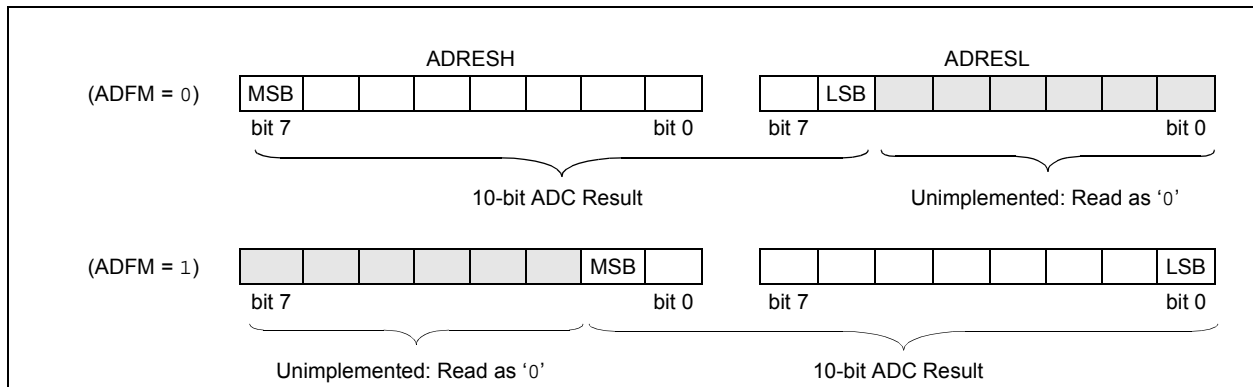 ADRESH ADRESL
(ADFM = 0) MSB LSB
bit 7 bit 0 bit 7 bit 0
10-bit ADC Result Unimplemented: Read as ‘0’
(ADFM = 1) MSB LSB
bit 7 bit 0 bit 7 bit 0
Unimplemented: Read as ‘0’ 10-bit ADC Result